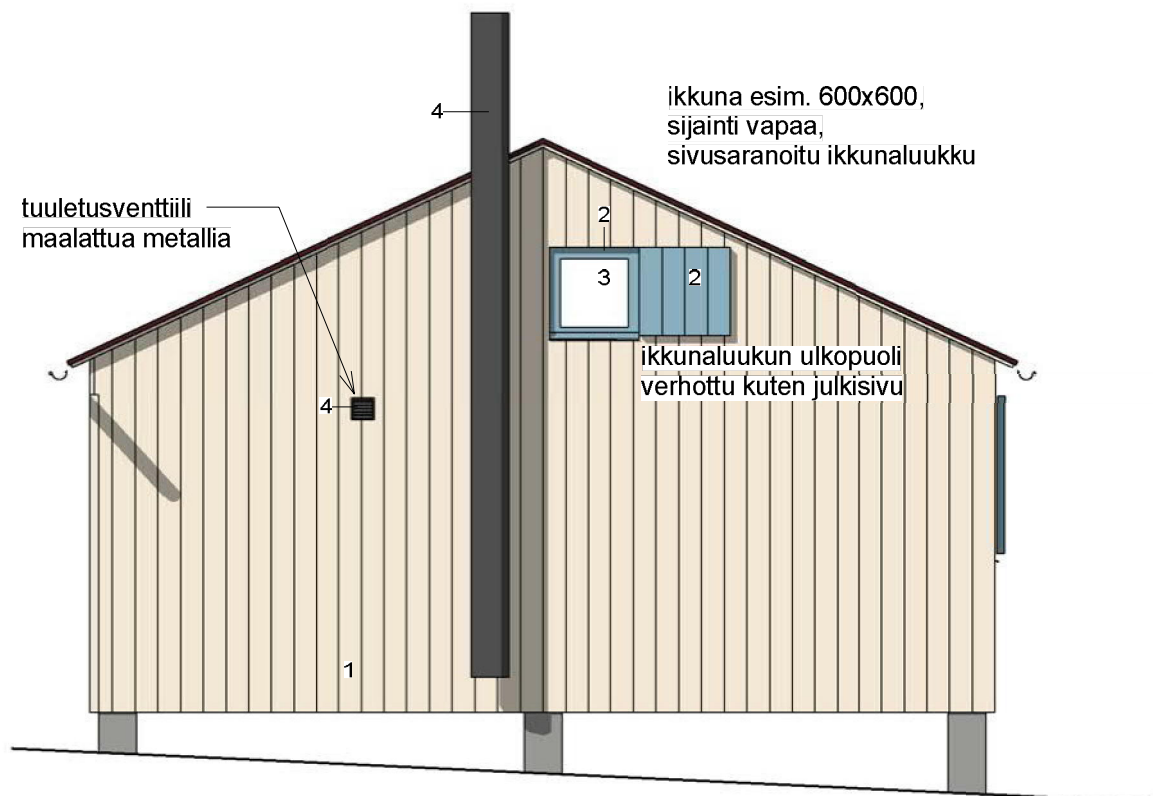 4
ikkuna esim. 600x600,
sijainti vapaa,
sivusaranoitu ikkunaluukku
tuuletusventtiili
maalattua metallia
2
3
2
ikkunaluukun ulkopuoli
verhottu kuten julkisivu
4
1